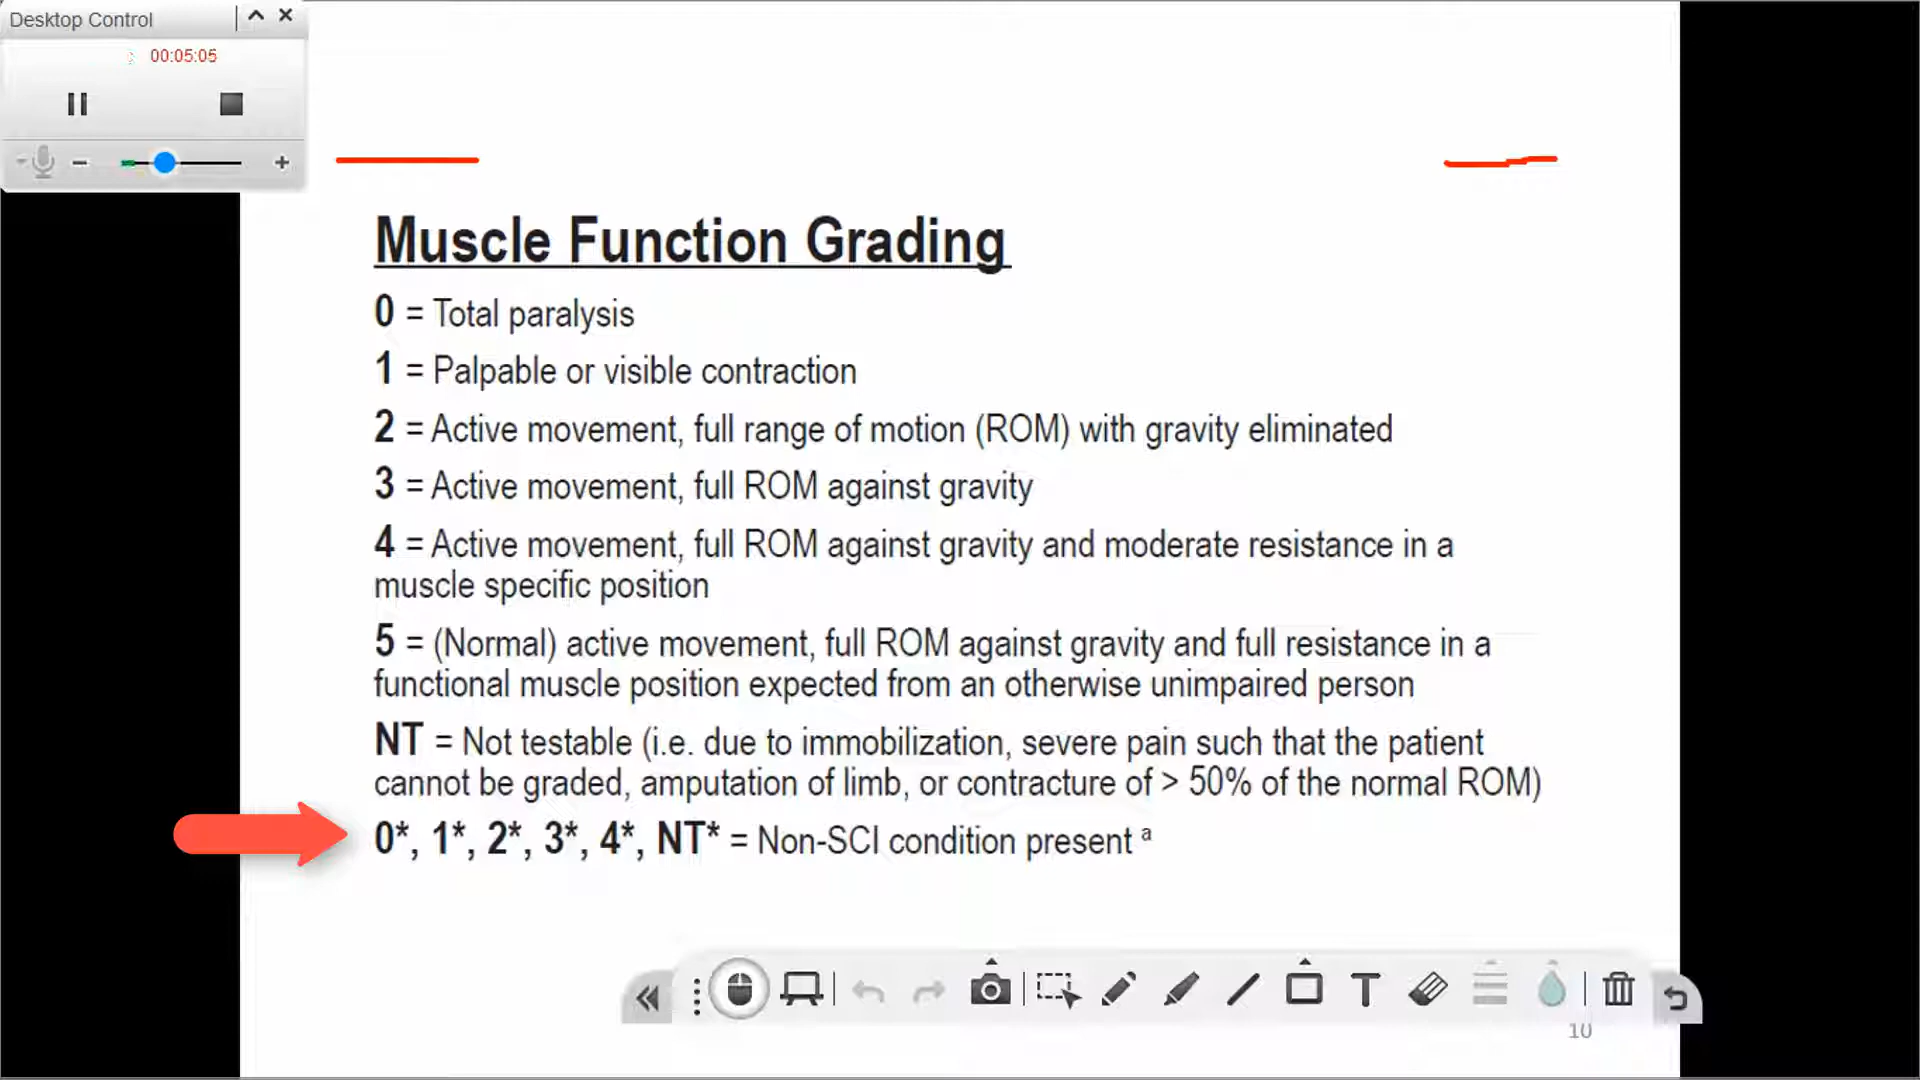 Desktop Control
00:05:05
Muscle Function Grading
0 = Total paralysis
1 = Palpable or visible contraction
2 = Active movement, full range of motion (ROM) with gravity eliminated
3 = Active movement, full ROM against gravity
4 = Active movement, full ROM against gravity and moderate resistance in a
muscle specific position
5 = (Normal) active movement, full ROM against gravity and full resistance in a
functional muscle position expected from an otherwise unimpaired person
NT = Not testable (i.e. due to immobilization, severe pain such that the patient
cannot be graded, amputation of limb, or contracture of > 50% of the normal ROM)
0*, 1*, 2*, 3*, 4*, NT* = Non-SCI condition present ᵃ
T
10